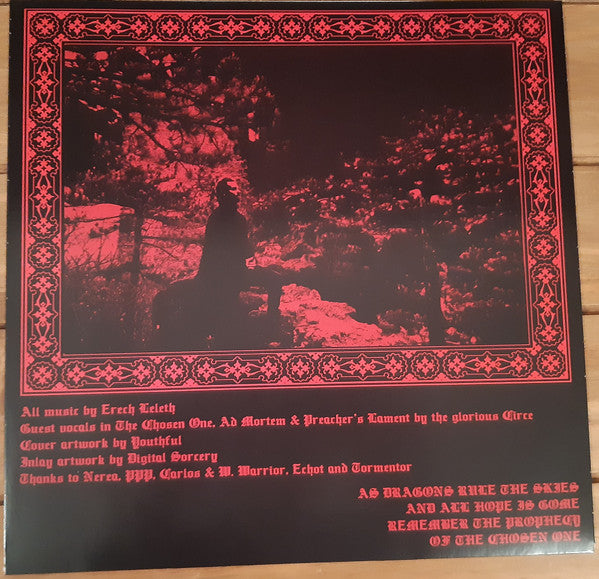 All music by Erech Leleth
Guest vocals in The Chosen One, Ad Mortem & Preacher's Lament by the glorious Circe
Cover artwork by Youthful
Inlay artwork by Digital Sorcery
Thanks to Nerea, PPP, Carlos & W. Warrior, Echot and Tormentor
AS DRAGONS RULE THE SKIES
AND ALL HOPE IS GOME
REMEMBER THE PROPHECY
OF THE CHOSEN ONE